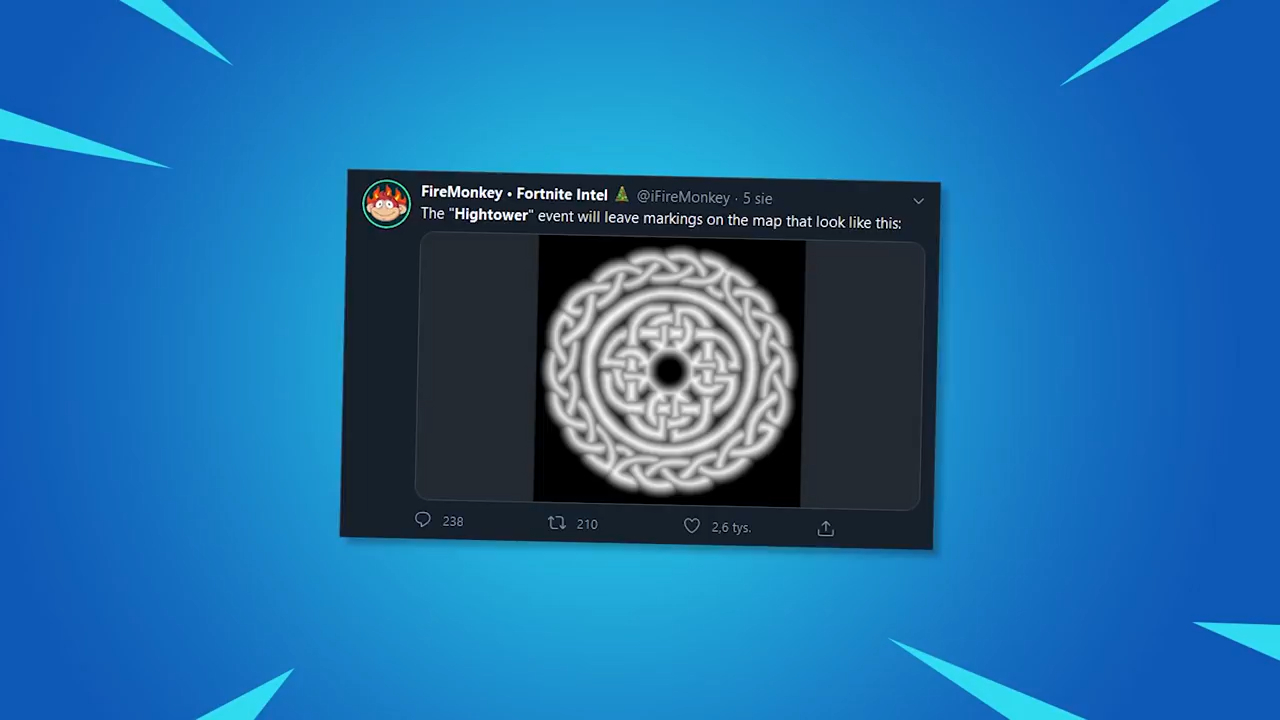 FireMonkey • Fortnite Intel 🎄 @iFireMonkey · 5 sie
The "Hightower" event will leave markings on the map that look like this:
238 210 2,6 tys.